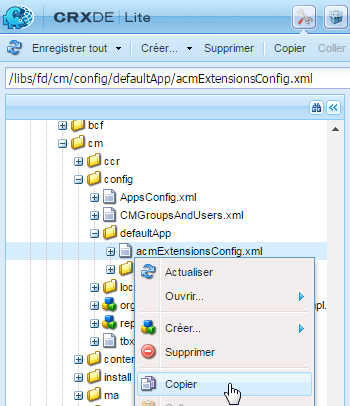 CRXDE | Lite
Enregistrer tout Créer... Supprimer Copier Coller
/libs/fd/cm/config/defaultApp/acmExtensionsConfig.xml
bcf
cm
ccr
config
AppsConfig.xml
CMGroupsAndUsers.xml
defaultApp
acmExtensionsConfig.xml
Actualiser
loc
Ouvrir...
org
mpl.
rep
Créer...
tbx
Supprimer
conter
install
Copier
ma